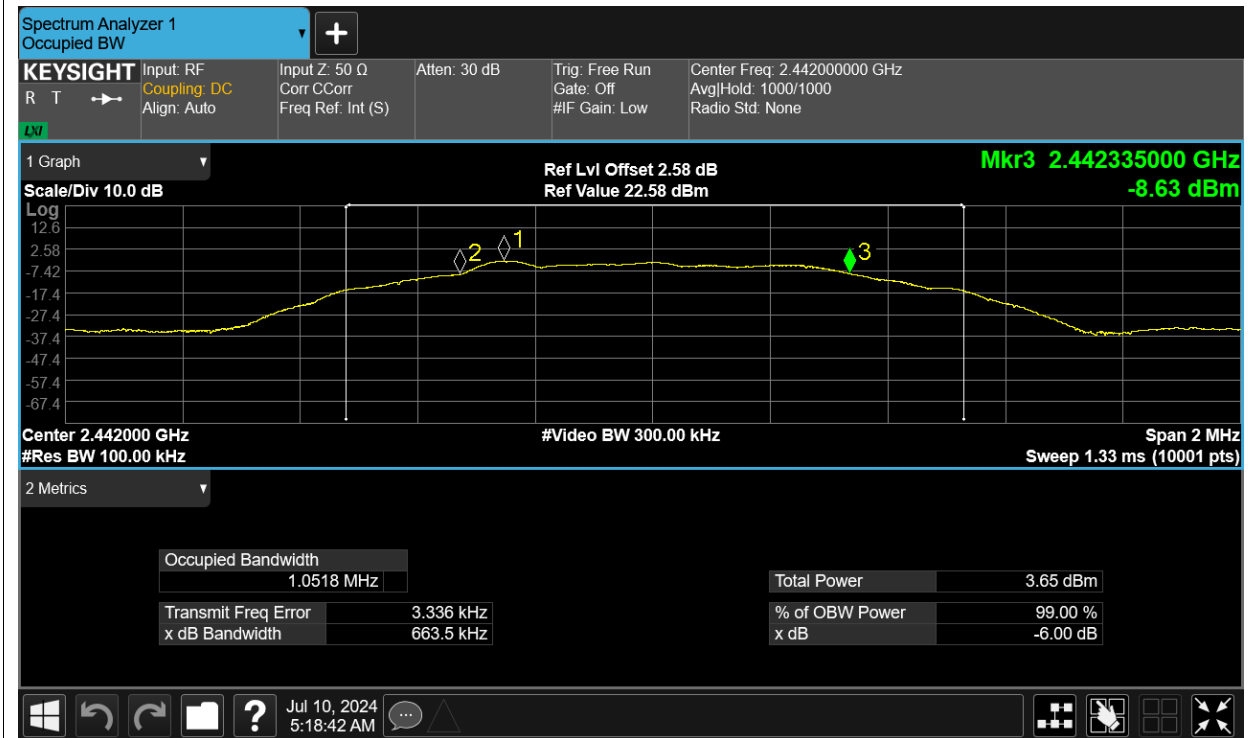 Spectrum Analyzer 1
Occupied BW
KEYSIGHT
R T
LXI
Input: RF
Coupling: DC
Align: Auto
Input Z: 50 Ω
Corr CCorr
Freq Ref: Int (S)
Atten: 30 dB
Trig: Free Run
Gate: Off
#IF Gain: Low
Center Freq: 2.442000000 GHz
Avg|Hold: 1000/1000
Radio Std: None
1 Graph
Scale/Div 10.0 dB
Ref Lvl Offset 2.58 dB
Ref Value 22.58 dBm
Mkr3 2.442335000 GHz
-8.63 dBm
Log
12.6
2.58
-7.42
-17.4
-27.4
-37.4
-47.4
-57.4
-67.4
2
1
3
Center 2.442000 GHz
#Res BW 100.00 kHz
#Video BW 300.00 kHz
Span 2 MHz
Sweep 1.33 ms (10001 pts)
2 Metrics
Occupied Bandwidth
1.0518 MHz
Transmit Freq Error 3.336 kHz
x dB Bandwidth 663.5 kHz
Total Power 3.65 dBm
% of OBW Power 99.00 %
x dB -6.00 dB
?
Jul 10, 2024
5:18:42 AM